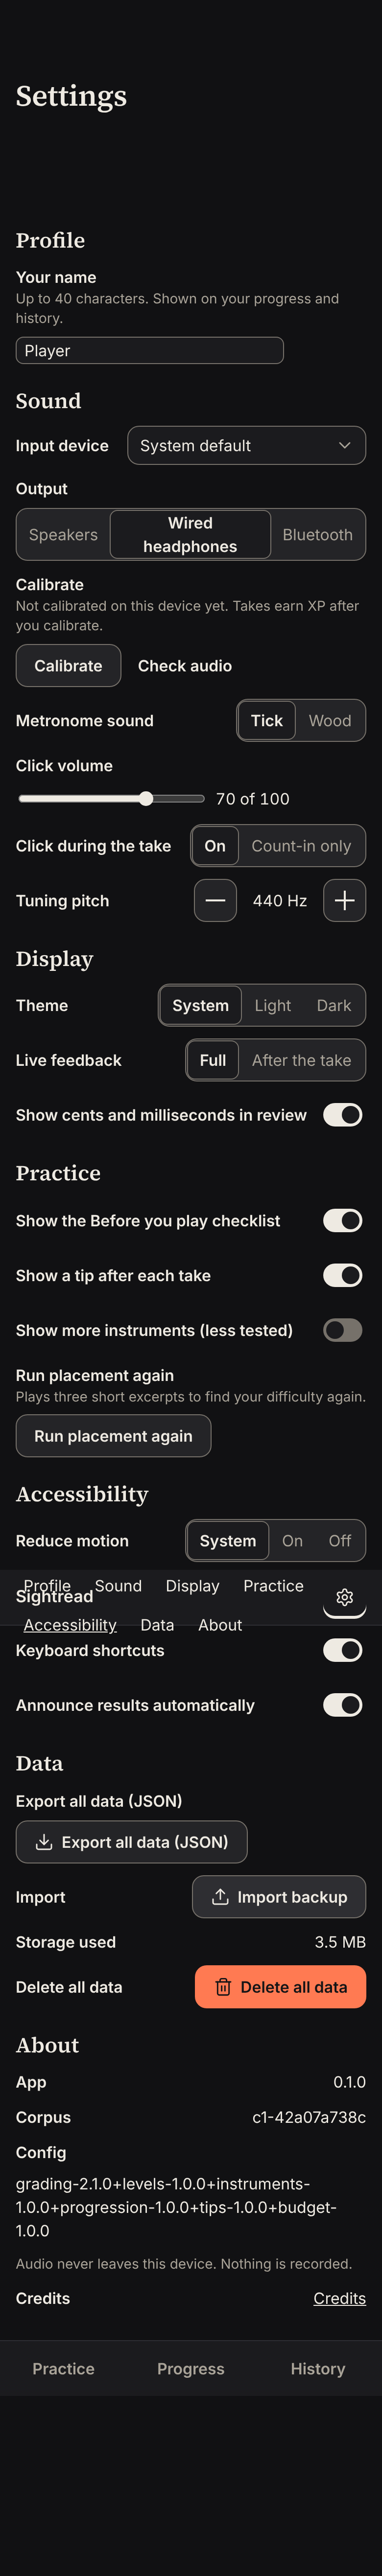 Settings
Profile
Your name
Up to 40 characters. Shown on your progress and
history.
Player
Sound
Input device
System default
Output
Speakers
Wired
headphones
Bluetooth
Calibrate
Not calibrated on this device yet. Takes earn XP after
you calibrate.
Calibrate
Check audio
Metronome sound
Tick
Wood
Click volume
70 of 100
Click during the take
On
Count-in only
Tuning pitch
440 Hz
Display
Theme
System
Light
Dark
Live feedback
Full
After the take
Show cents and milliseconds in review
Practice
Show the Before you play checklist
Show a tip after each take
Show more instruments (less tested)
Run placement again
Plays three short excerpts to find your difficulty again.
Run placement again
Accessibility
Reduce motion
System
On
Off
Profile
Sound
Display
Practice
Sightread
Accessibility
Data
About
Keyboard shortcuts
Announce results automatically
Data
Export all data (JSON)
Export all data (JSON)
Import
Import backup
Storage used
3.5 MB
Delete all data
Delete all data
About
App
0.1.0
Corpus
c1-42a07a738c
Config
grading-2.1.0+levels-1.0.0+instruments-
1.0.0+progression-1.0.0+tips-1.0.0+budget-
1.0.0
Audio never leaves this device. Nothing is recorded.
Credits
Credits
Practice
Progress
History